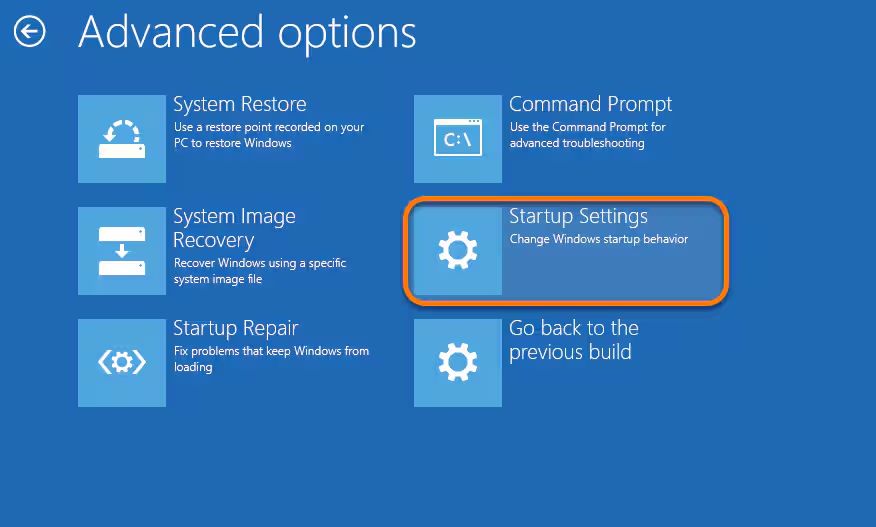 Advanced options
System Restore
Use a restore point recorded on your
PC to restore Windows
Command Prompt
Use the Command Prompt for
advanced troubleshooting
C:\
System Image
Recovery
Recover Windows using a specific
system image file
Startup Settings
Change Windows startup behavior
Startup Repair
Fix problems that keep Windows from
loading
Go back to the
previous build